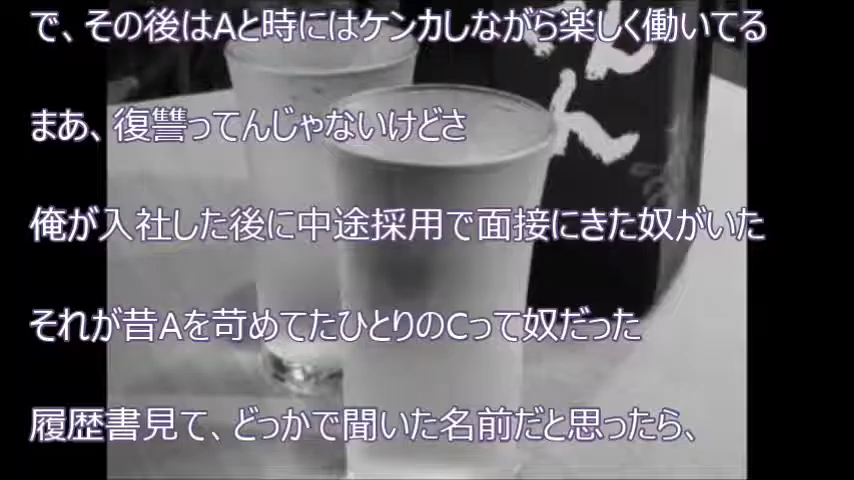 で、その後はAと時にはケンカしながら楽しく働いてる
まあ、復讐ってんじゃないけどさ
俺が入社した後に中途採用で面接にきた奴がいた
それが昔Aを苛めてたひとりのCって奴だった
履歴書見て、どっかで聞いた名前だと思ったら、